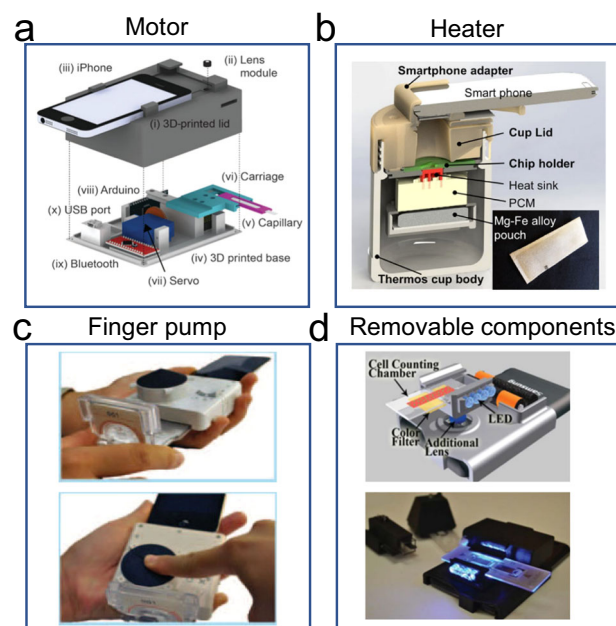 a Motor
(iii) iPhone
(ii) Lens
module
(i) 3D-printed lid
(viii) Arduino
(vi) Carriage
(x) USB port
(v) Capillary
(ix) Bluetooth
(iv) 3D printed base
(vii) Servo
b Heater
Smartphone adapter
Smart phone
Cup Lid
Chip holder
Heat sink
PCM
Mg-Fe alloy
pouch
Thermos cup body
c Finger pump
d Removable components
Cell Counting
Chamber
LED
Color
Filter
Additional
Lens